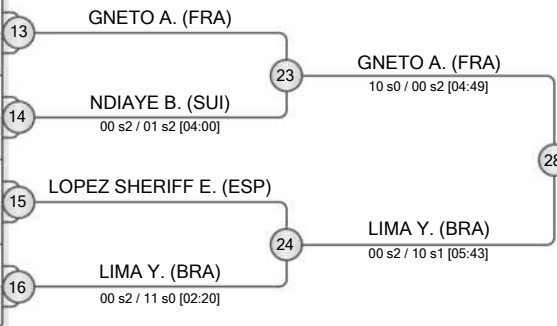 13
GNETO A. (FRA)
23
GNETO A. (FRA)
10 s0 / 00 s2 [04:49]
14
NDIAYE B. (SUI)
00 s2 / 01 s2 [04:00]
28
15
LOPEZ SHERIFF E. (ESP)
24
LIMA Y. (BRA)
00 s2 / 10 s1 [05:43]
16
LIMA Y. (BRA)
00 s2 / 11 s0 [02:20]